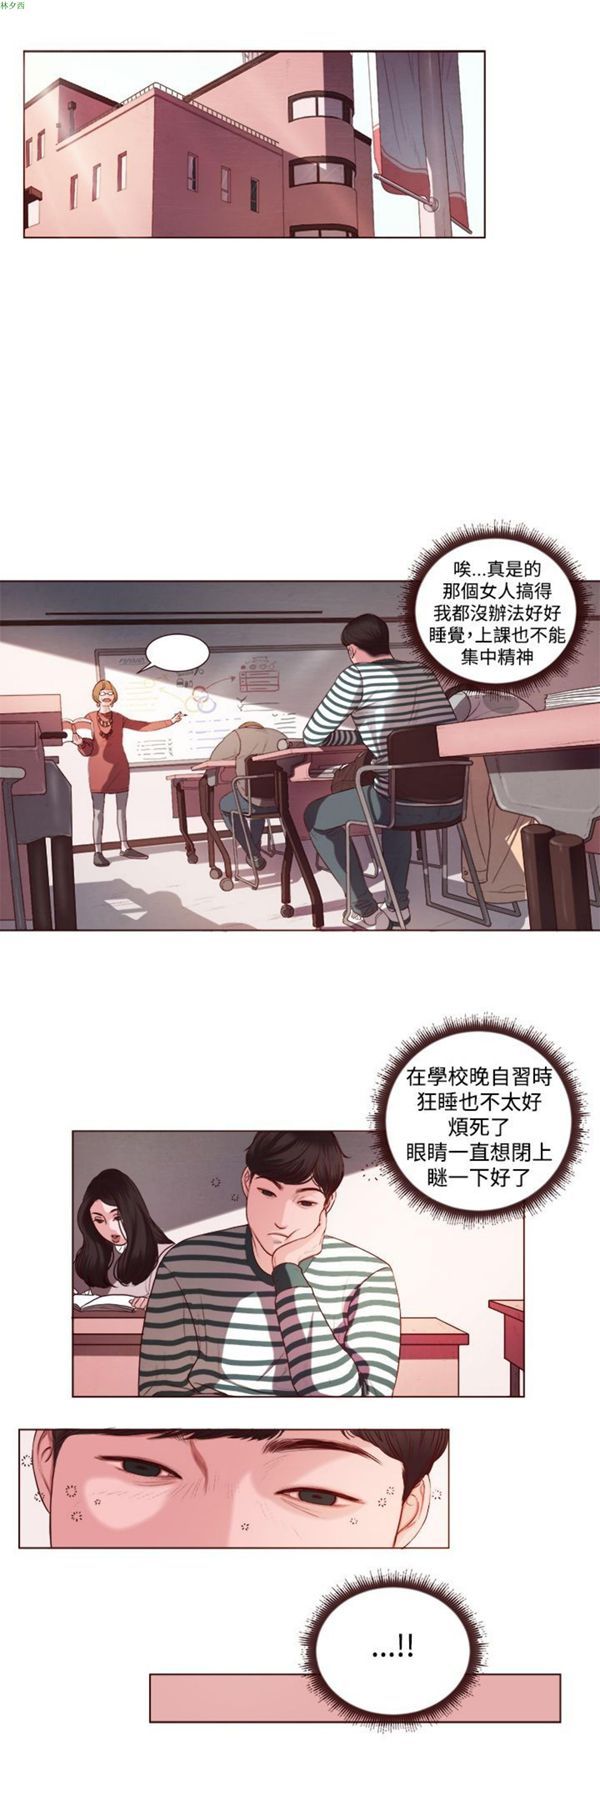 林夕西
唉...真是的
那個女人搞得
我都沒辦法好好
睡覺,上課也不能
集中精神
在學校晚自習時
狂睡也不太好
煩死了
眼睛一直想閉上
瞇一下好了
...!!